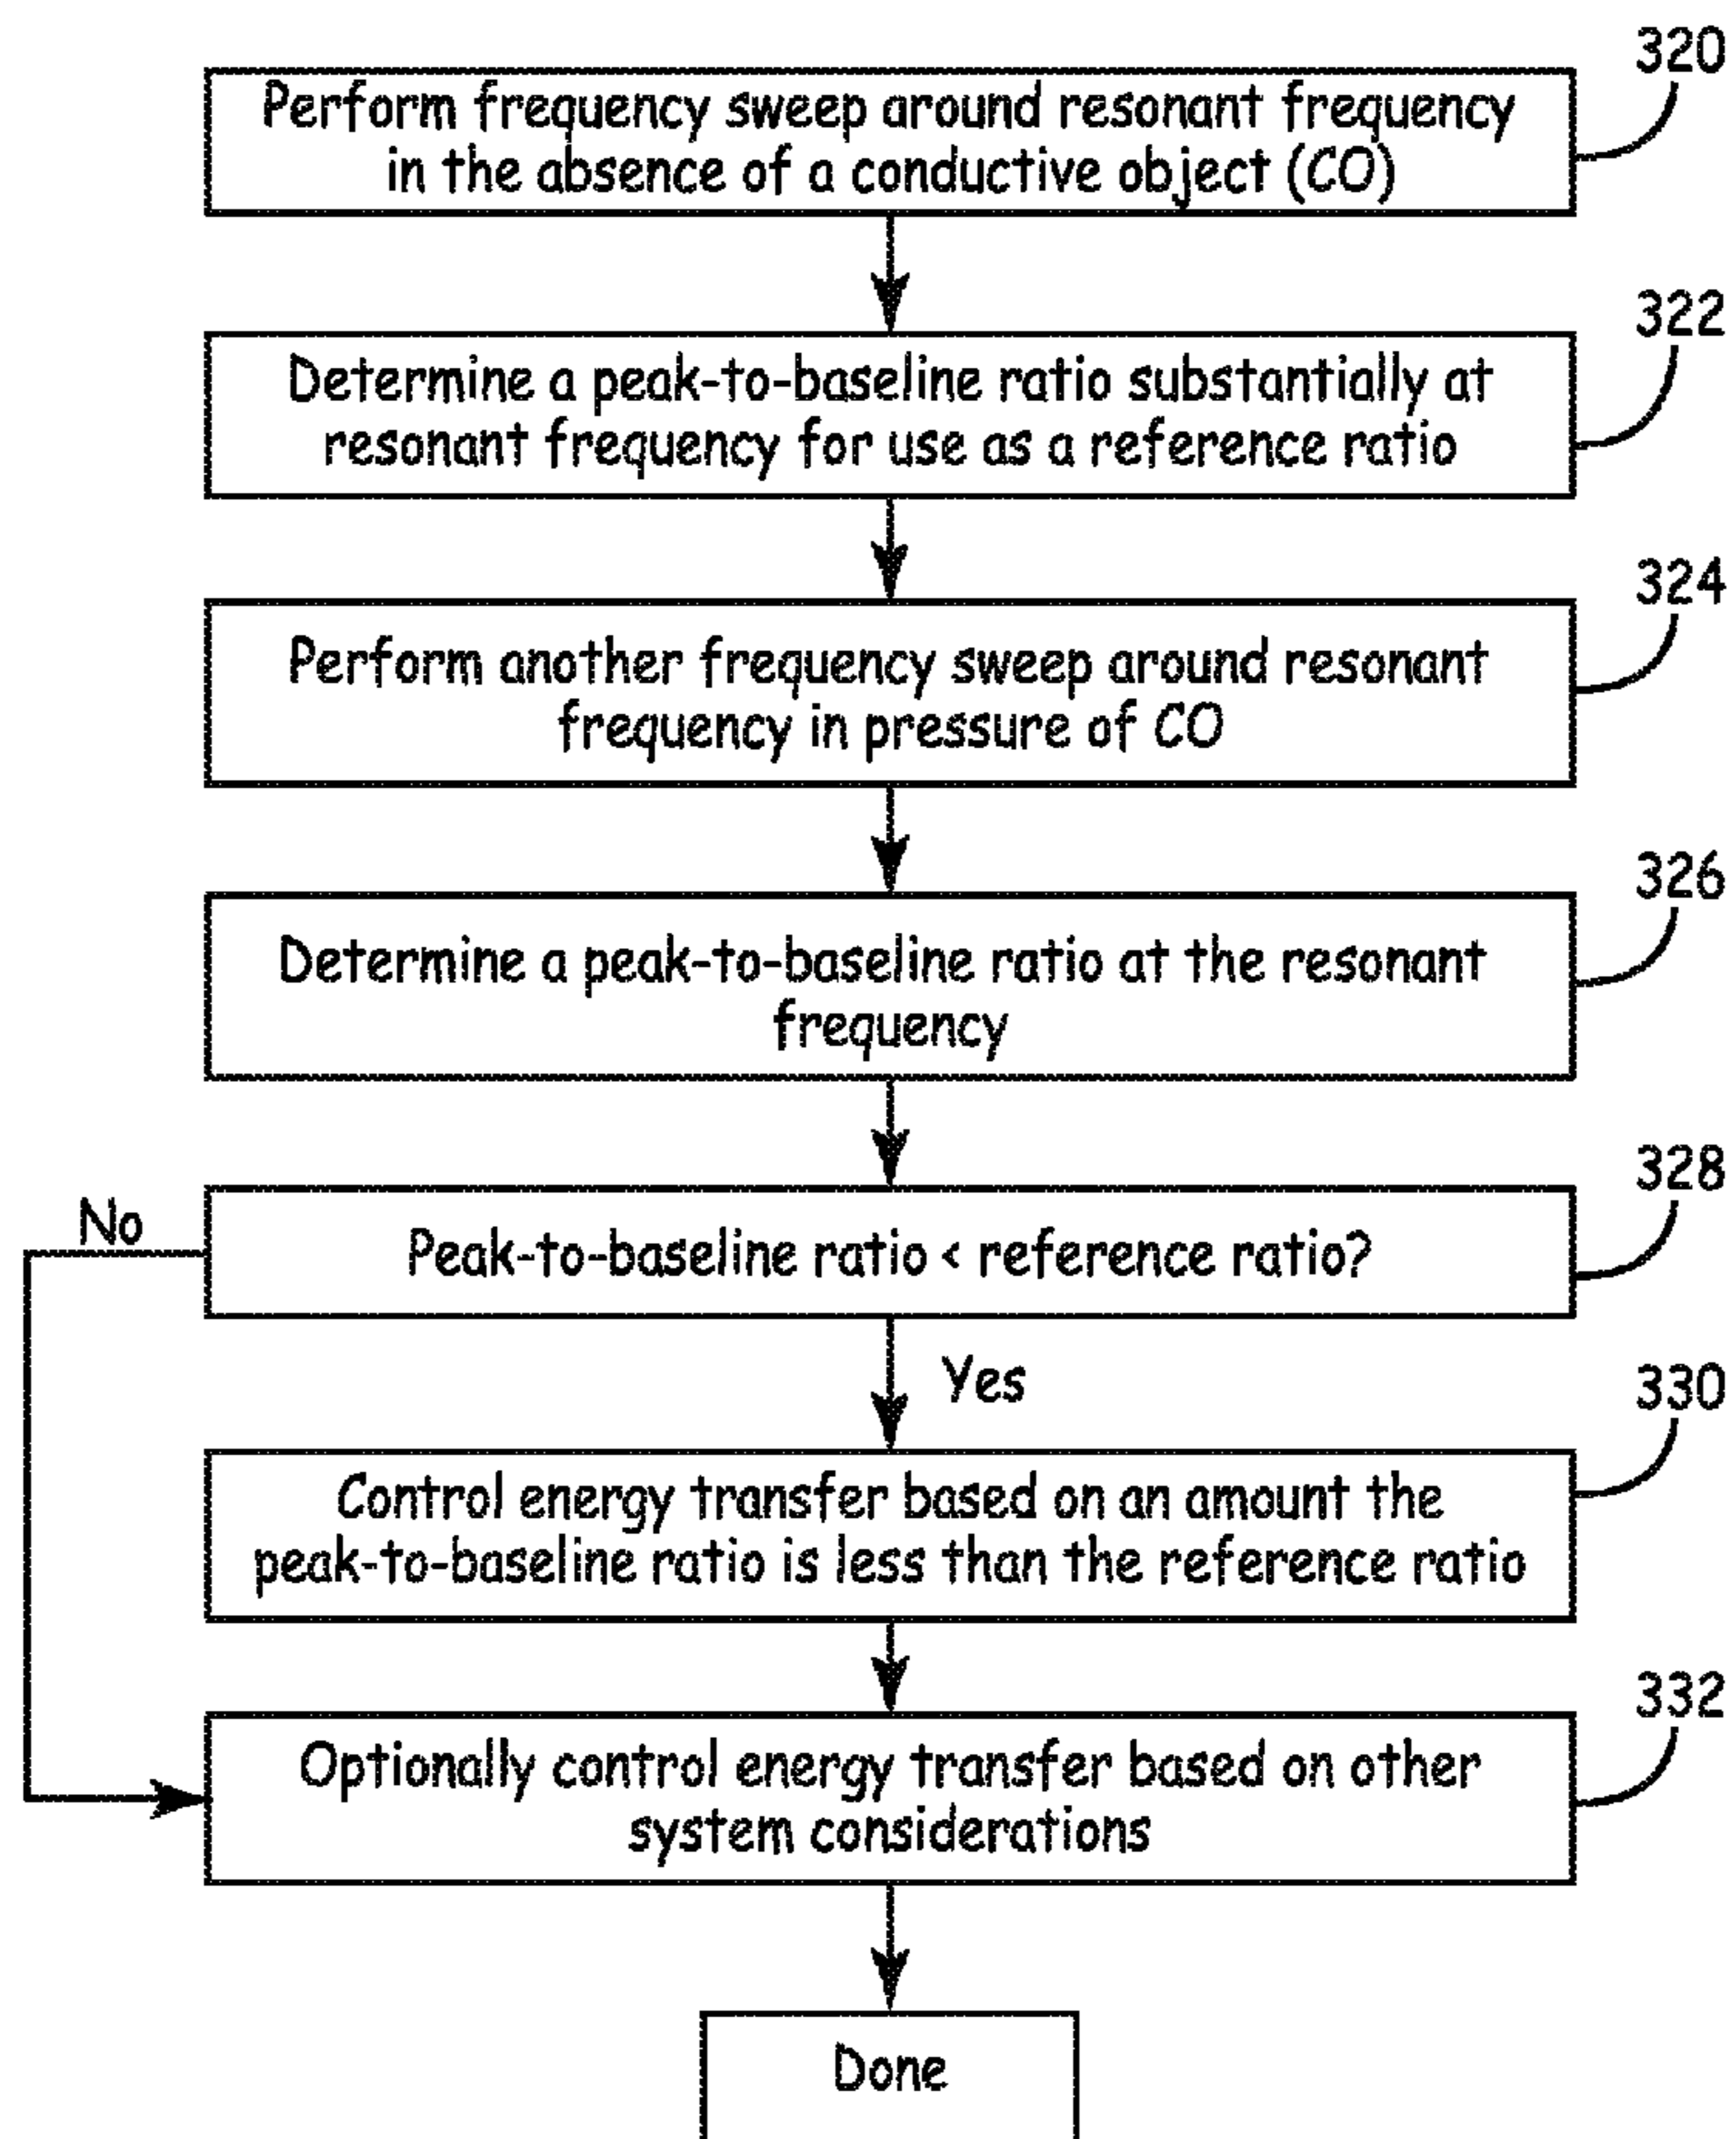 320
Perform frequency sweep around resonant frequency
in the absence of a conductive object (CO)
322
Determine a peak-to-baseline ratio substantially at
resonant frequency for use as a reference ratio
324
Perform another frequency sweep around resonant
frequency in pressure of CO
326
Determine a peak-to-baseline ratio at the resonant
frequency
328
No
Peak-to-baseline ratio < reference ratio?
Yes
330
Control energy transfer based on an amount the
peak-to-baseline ratio is less than the reference ratio
332
Optionally control energy transfer based on other
system considerations
Done